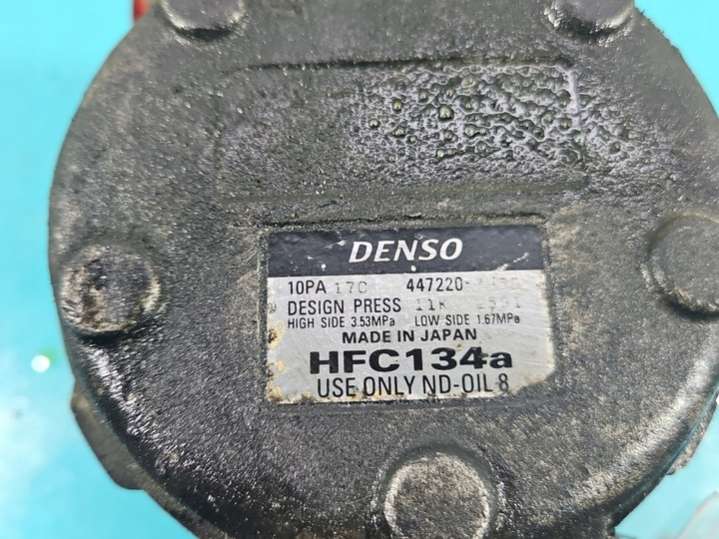 DENSO
10PA 17C 447220-
DESIGN PRESS 11K
HIGH SIDE 3.53MPa LOW SIDE 1.67MPa
MADE IN JAPAN
HFC134a
USE ONLY ND-OIL 8